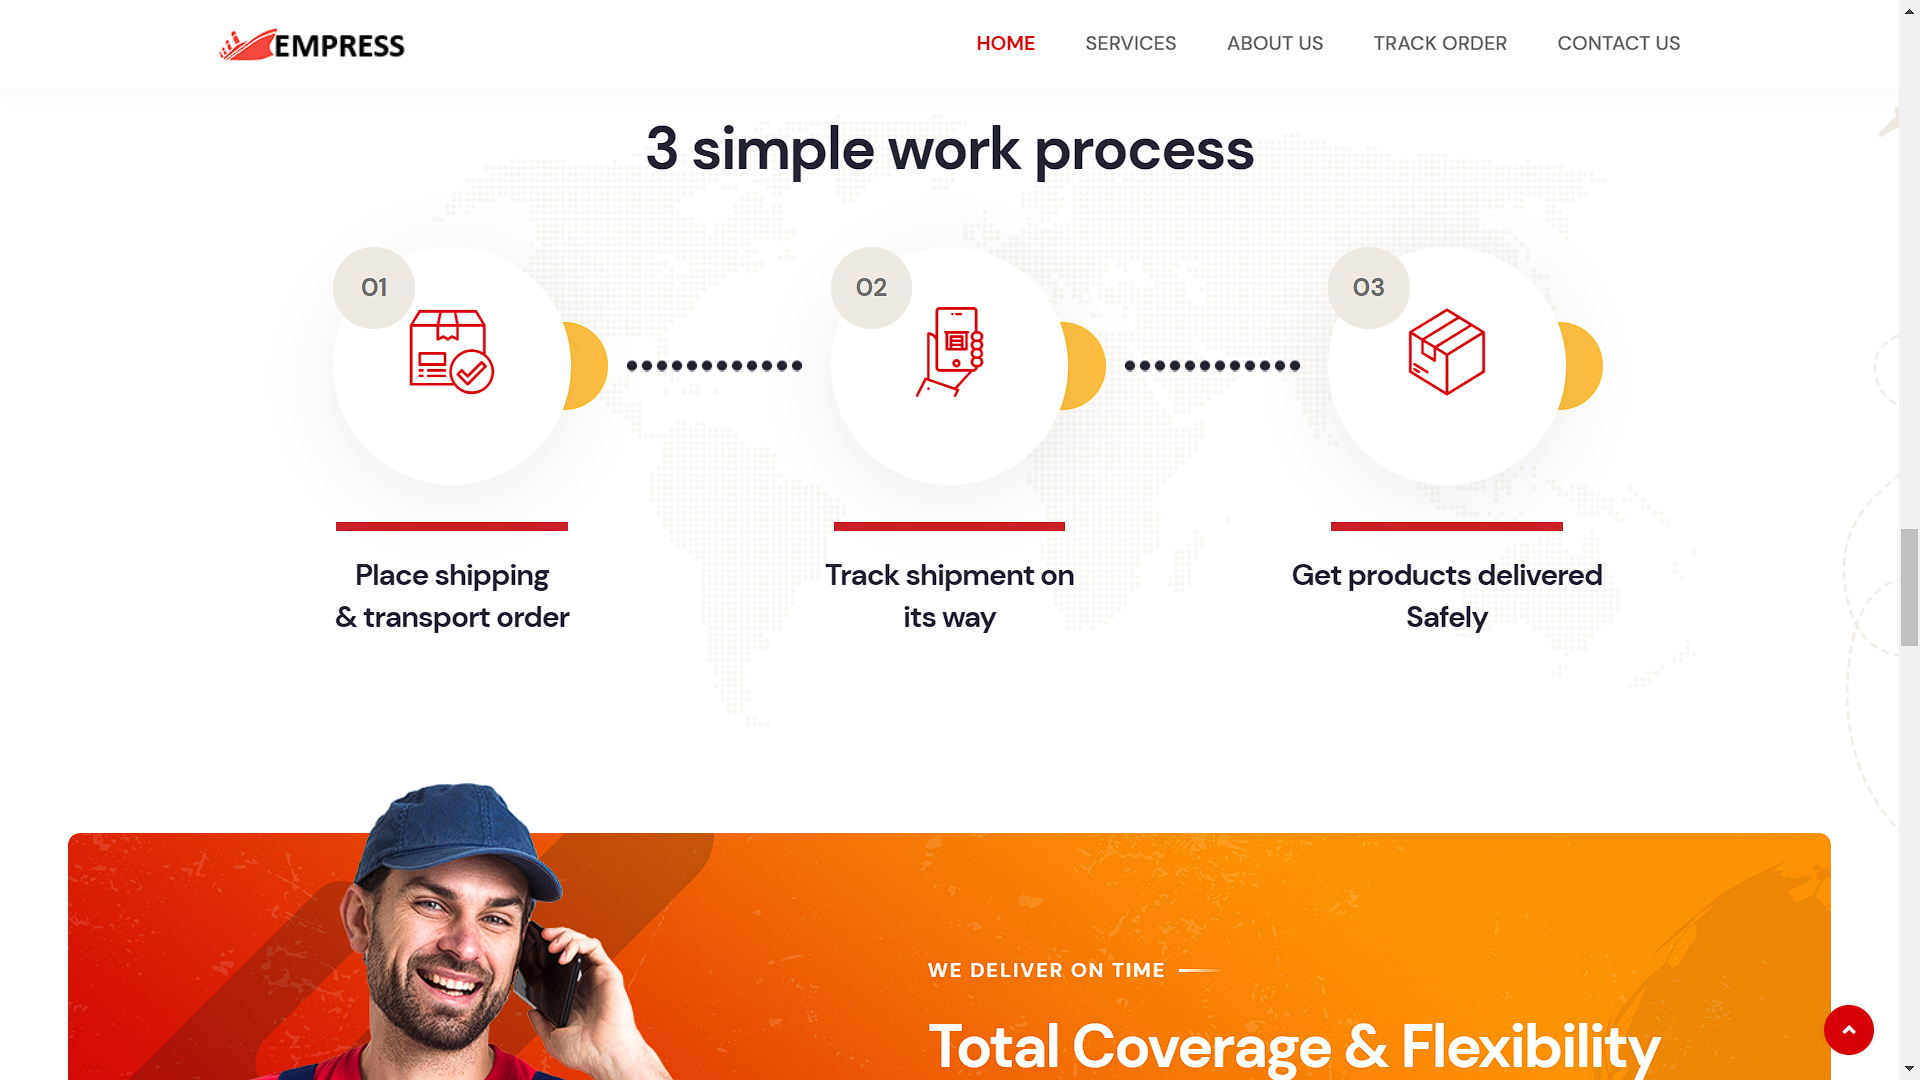 EMPRESS
HOME
SERVICES
ABOUT US
TRACK ORDER
CONTACT US
3 simple work process
01
02
03
Place shipping
& transport order
Track shipment on
its way
Get products delivered
Safely
WE DELIVER ON TIME
Total Coverage & Flexibility